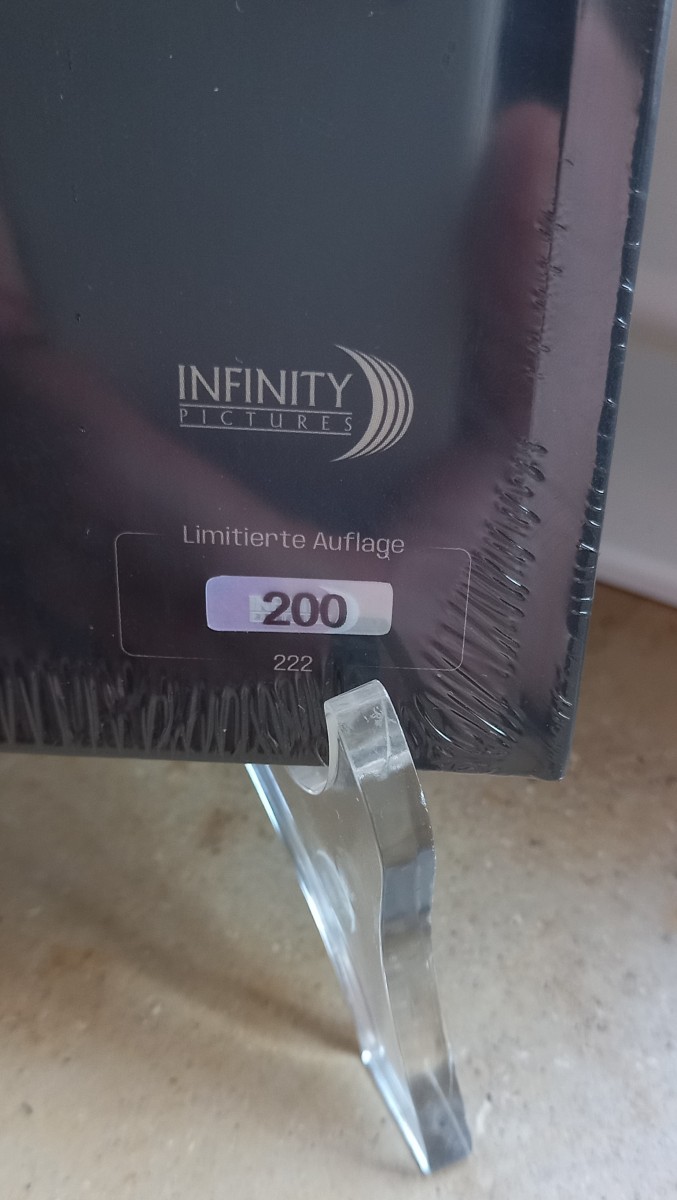 INFINITY
PICTURES
Limitierte Auflage
200
222